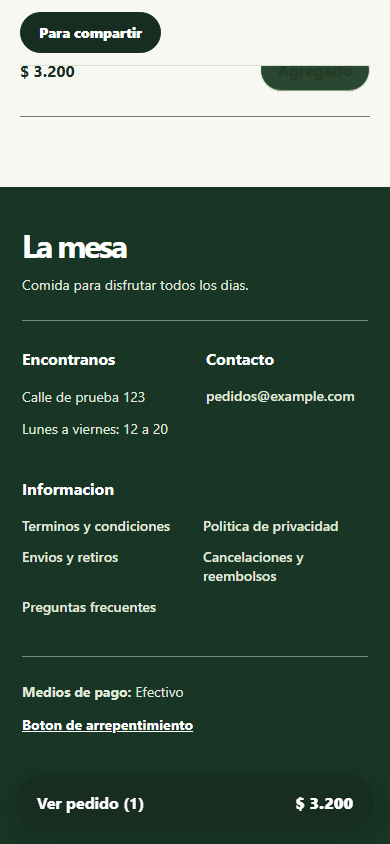 Para compartir
$ 3.200
Agregado
La mesa
Comida para disfrutar todos los dias.
Encontranos
Contacto
Calle de prueba 123
pedidos@example.com
Lunes a viernes: 12 a 20
Informacion
Terminos y condiciones
Politica de privacidad
Envios y retiros
Cancelaciones y
reembolsos
Preguntas frecuentes
Medios de pago: Efectivo
Boton de arrepentimiento
Ver pedido (1)
$ 3.200